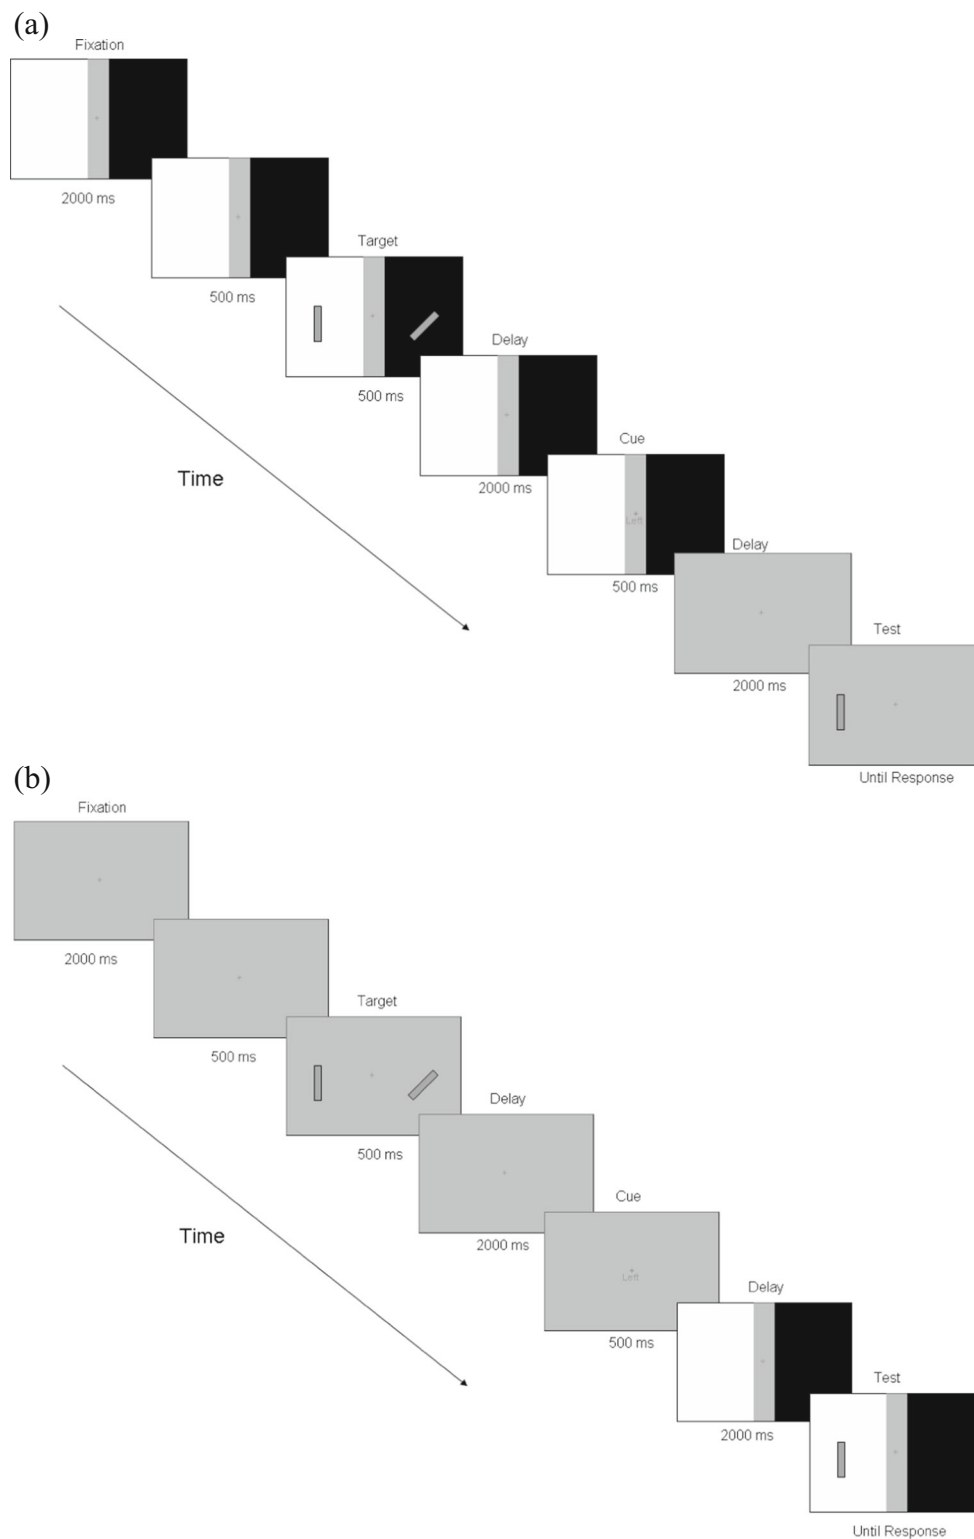 (a)
Fixation
2000 ms
500 ms
Target
500 ms
Delay
2000 ms
Cue
Left
500 ms
Delay
2000 ms
Test
Until Response
Time
(b)
Fixation
2000 ms
500 ms
Target
500 ms
Delay
2000 ms
Cue
Left
500 ms
Delay
2000 ms
Test
Until Response
Time